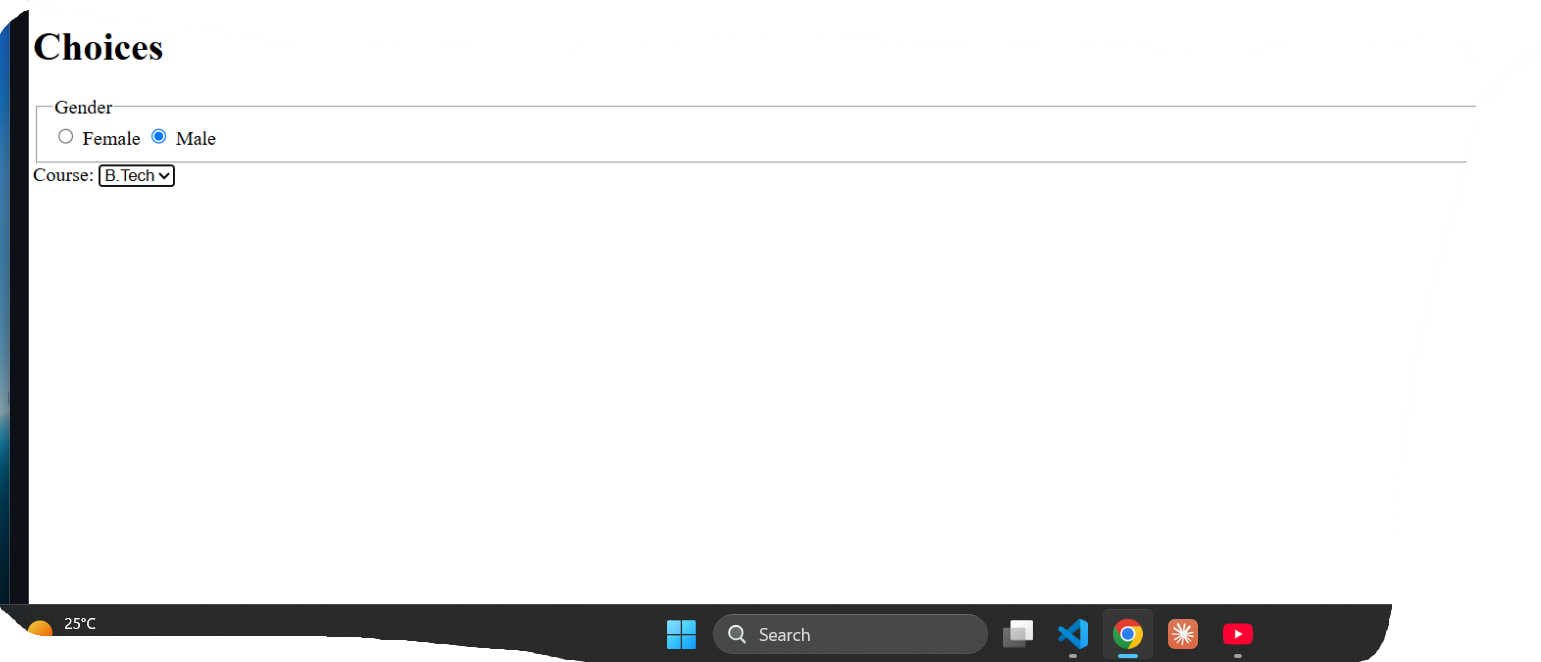 Choices
Gender
Female Male
Course: B.Tech
25°C
Search